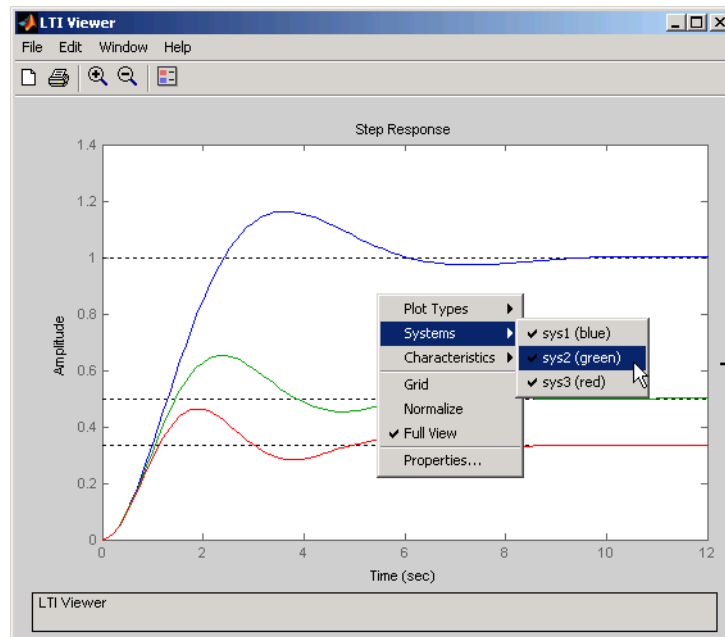 LTI Viewer
File Edit Window Help
Step Response
1.4
1.2
1
0.8
0.6
0.4
0.2
0
Amplitude
0 2 4 6 8 10 12
Time (sec)
Plot Types
Systems
Characteristics
Grid
Normalize
Full View
Properties...
sys1 (blue)
sys2 (green)
sys3 (red)
LTI Viewer